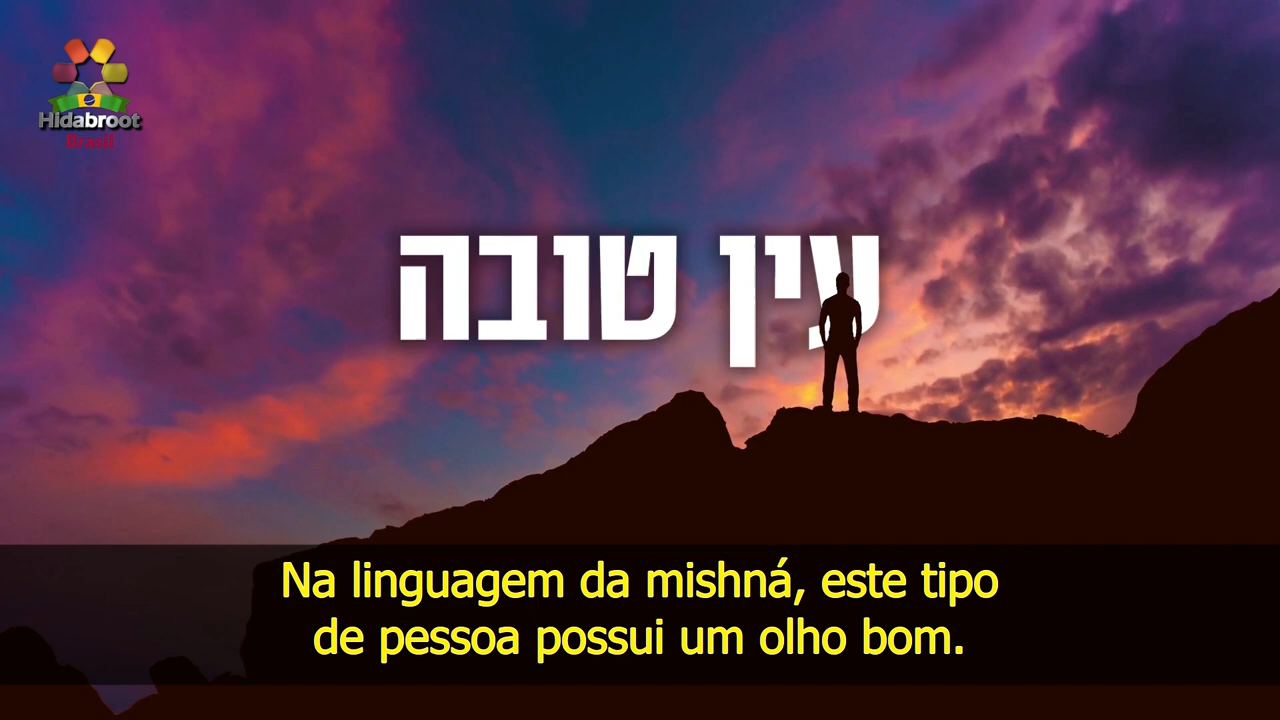 Hidabroot
Brasil
עין טובה
Na linguagem da mishná, este tipo
de pessoa possui um olho bom.